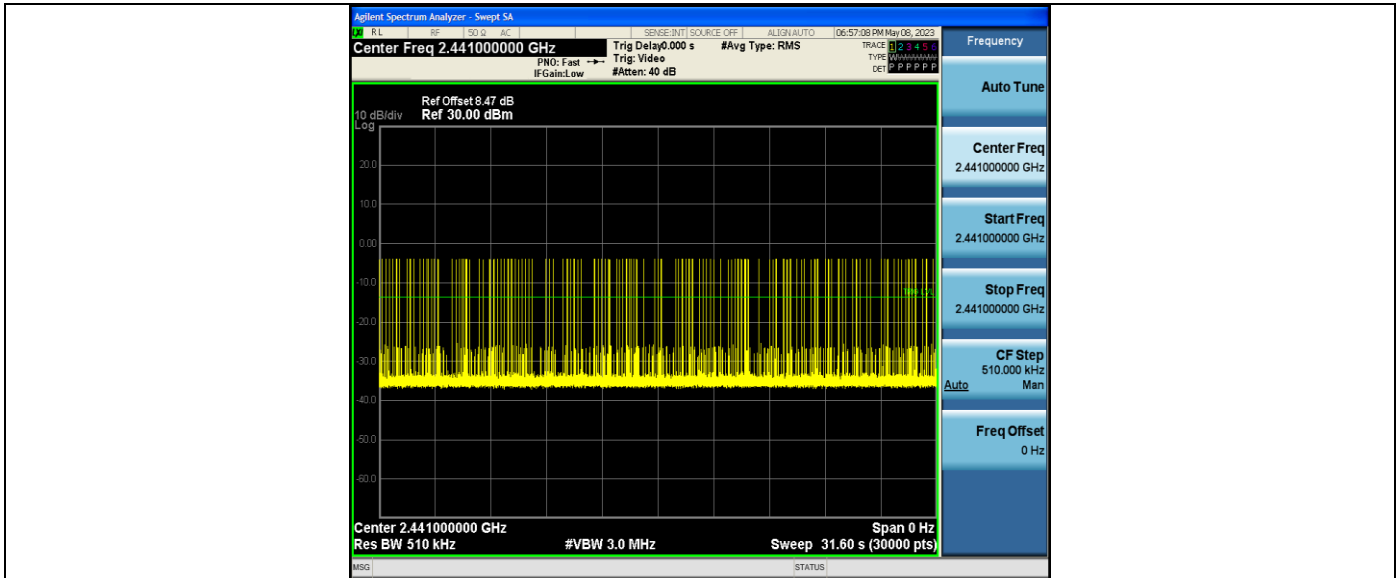 Agilent Spectrum Analyzer - Swept SA
RL RF 50 Ω AC SENSE:INT SOURCE OFF ALIGNAUTO 06:57:08 PM May 08, 2023
Center Freq 2.441000000 GHz
Trig Delay0.000 s #Avg Type: RMS
TRACE 1 2 3 4 5 6
PNO: Fast Trig: Video
TYPE WWWWWW
IFGain:Low #Atten: 40 dB
DET P P P P P P
Ref Offset 8.47 dB
10 dB/div Ref 30.00 dBm
Log
20.0
10.0
0.00
-10.0
-20.0
-30.0
-40.0
-50.0
-60.0
Center 2.441000000 GHz Span 0 Hz
Res BW 510 kHz #VBW 3.0 MHz Sweep 31.60 s (30000 pts)
MSG STATUS
Frequency
Auto Tune
Center Freq
2.441000000 GHz
Start Freq
2.441000000 GHz
Stop Freq
2.441000000 GHz
CF Step
510.000 kHz
Auto Man
Freq Offset
0 Hz